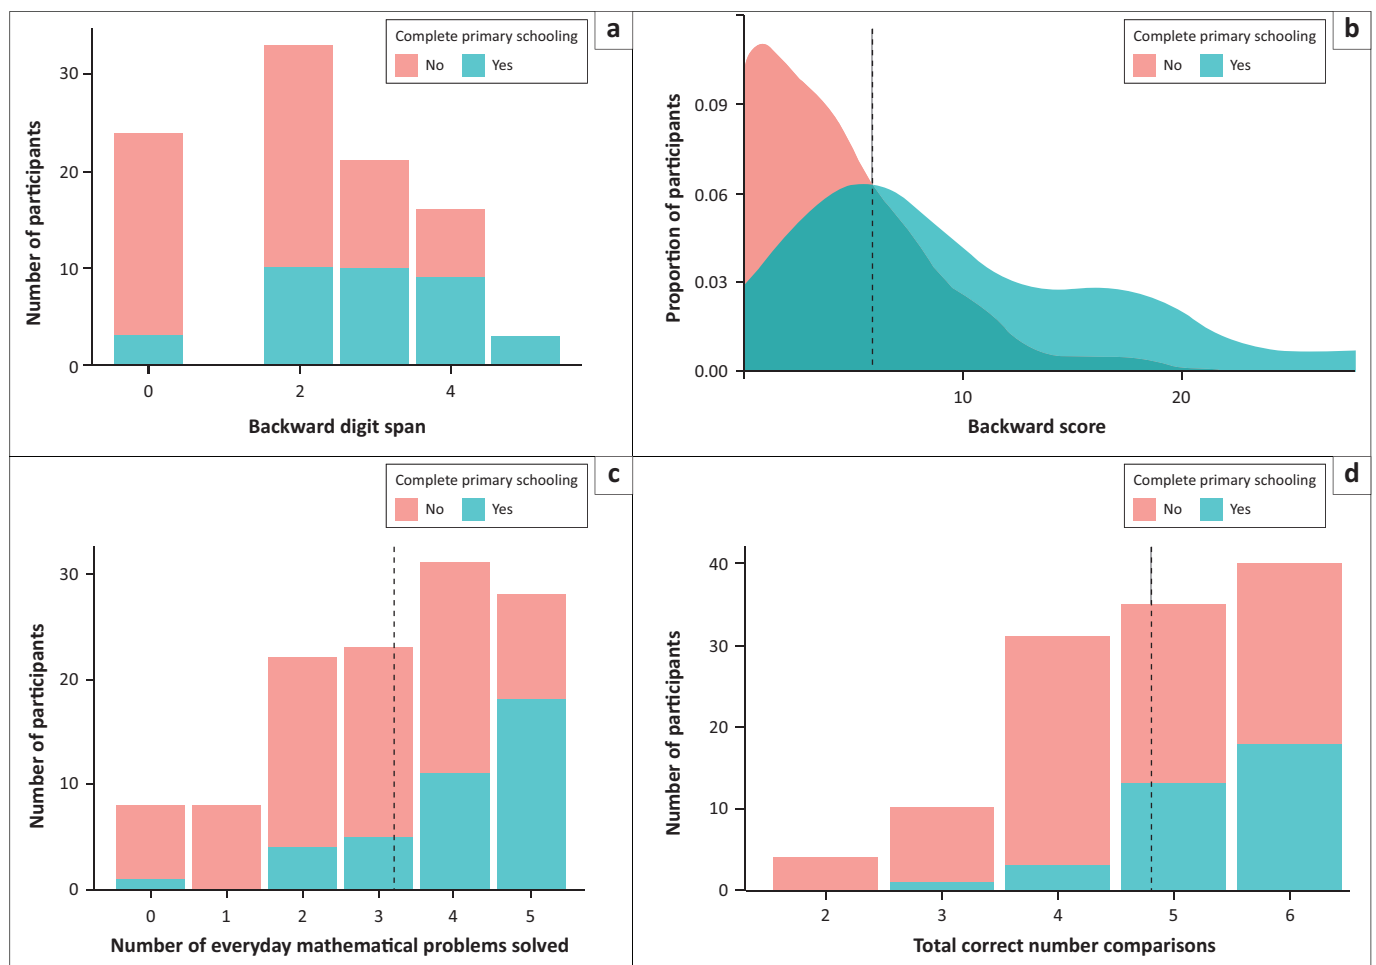 a
Complete primary schooling
No Yes
Number of participants
30
20
10
0
0 2 4
Backward digit span
b
Complete primary schooling
No Yes
Proportion of participants
0.09
0.06
0.03
0.00
10 20
Backward score
c
Complete primary schooling
No Yes
Number of participants
30
20
10
0
0 1 2 3 4 5
Number of everyday mathematical problems solved
d
Complete primary schooling
No Yes
Number of participants
40
30
20
10
0
2 3 4 5 6
Total correct number comparisons